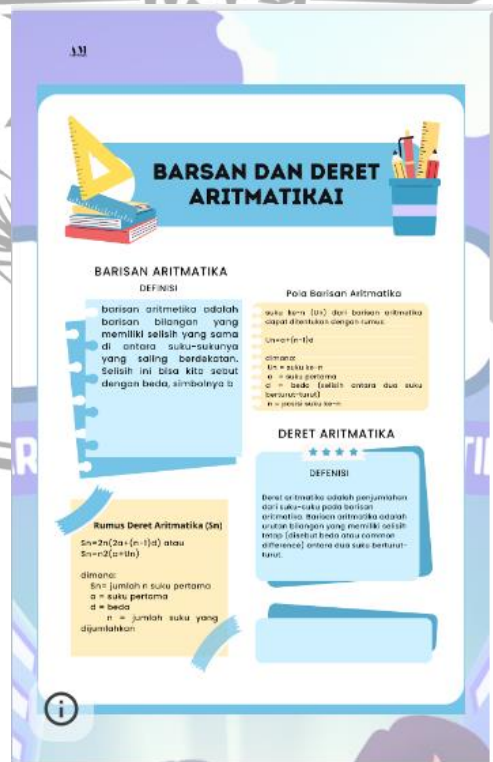 AM
BARSAN DAN DERET
ARITMATIKAI
BARISAN ARITMATIKA
DEFINISI
barisan aritmetika adalah
barisan bilangan yang
memiliki selisih yang sama
di antara suku-sukunya
yang saling berdekatan.
Selisih ini bisa kita sebut
dengan beda, simbolnya b
Pola Barisan Aritmatika
suku ke-n (Un) dari barisan aritmatika
dapat ditentukan dengan rumus:
Un=a+(n-1)d
dimana:
Un = suku ke-n
a = suku pertama
d = beda (selisih antara dua suku
berturut-turut)
n = posisi suku ke-n
DERET ARITMATIKA
DEFENISI
Deret aritmatika adalah penjumlahan
dari suku-suku pada barisan
aritmatika. Barisan aritmatika adalah
urutan bilangan yang memiliki selisih
tetap (disebut beda atau common
difference) antara dua suku berturut-
turut.
Rumus Deret Aritmatika (Sn)
Sn=2n(2a+(n-1)d) atau
Sn=n2(a+Un)
dimana:
Sn= jumlah n suku pertama
a = suku pertama
d = beda
n = jumlah suku yang
dijumlahkan